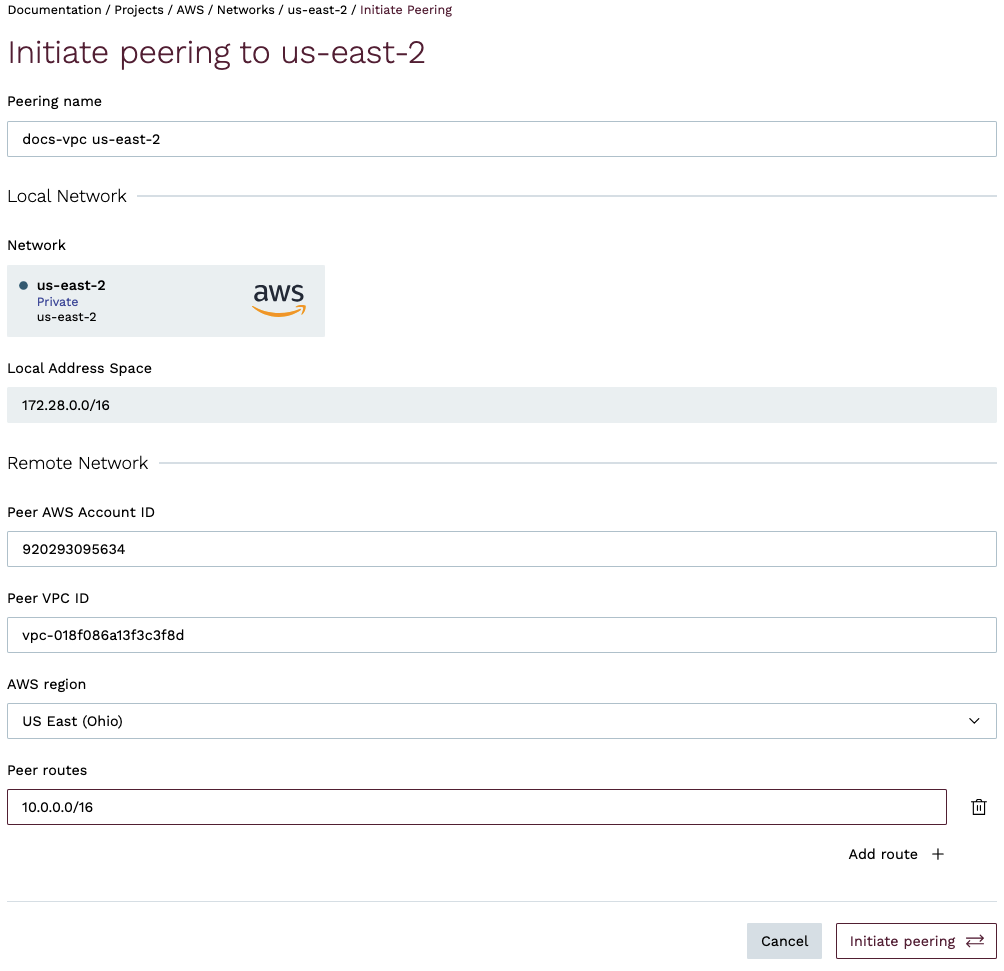 Documentation / Projects / AWS / Networks / us-east-2 / Initiate Peering
Initiate peering to us-east-2
Peering name
docs-vpc us-east-2
Local Network
Network
us-east-2
Private
us-east-2
aws
Local Address Space
172.28.0.0/16
Remote Network
Peer AWS Account ID
920293095634
Peer VPC ID
vpc-018f086a13f3c3f8d
AWS region
US East (Ohio)
Peer routes
10.0.0.0/16
Add route +
Cancel
Initiate peering